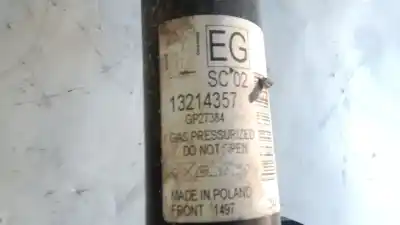 EG
SC 02
13214357
GP27384
GAS PRESSURIZED
DO NOT OPEN
MADE IN POLAND
FRONT 1497